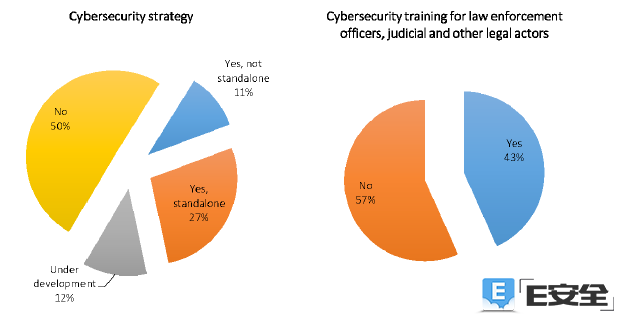 Cybersecurity strategy
No
50%
Yes, not
standalone
11%
Yes,
standalone
27%
Under
development
12%
Cybersecurity training for law enforcement
officers, judicial and other legal actors
No
57%
Yes
43%
E
E安全